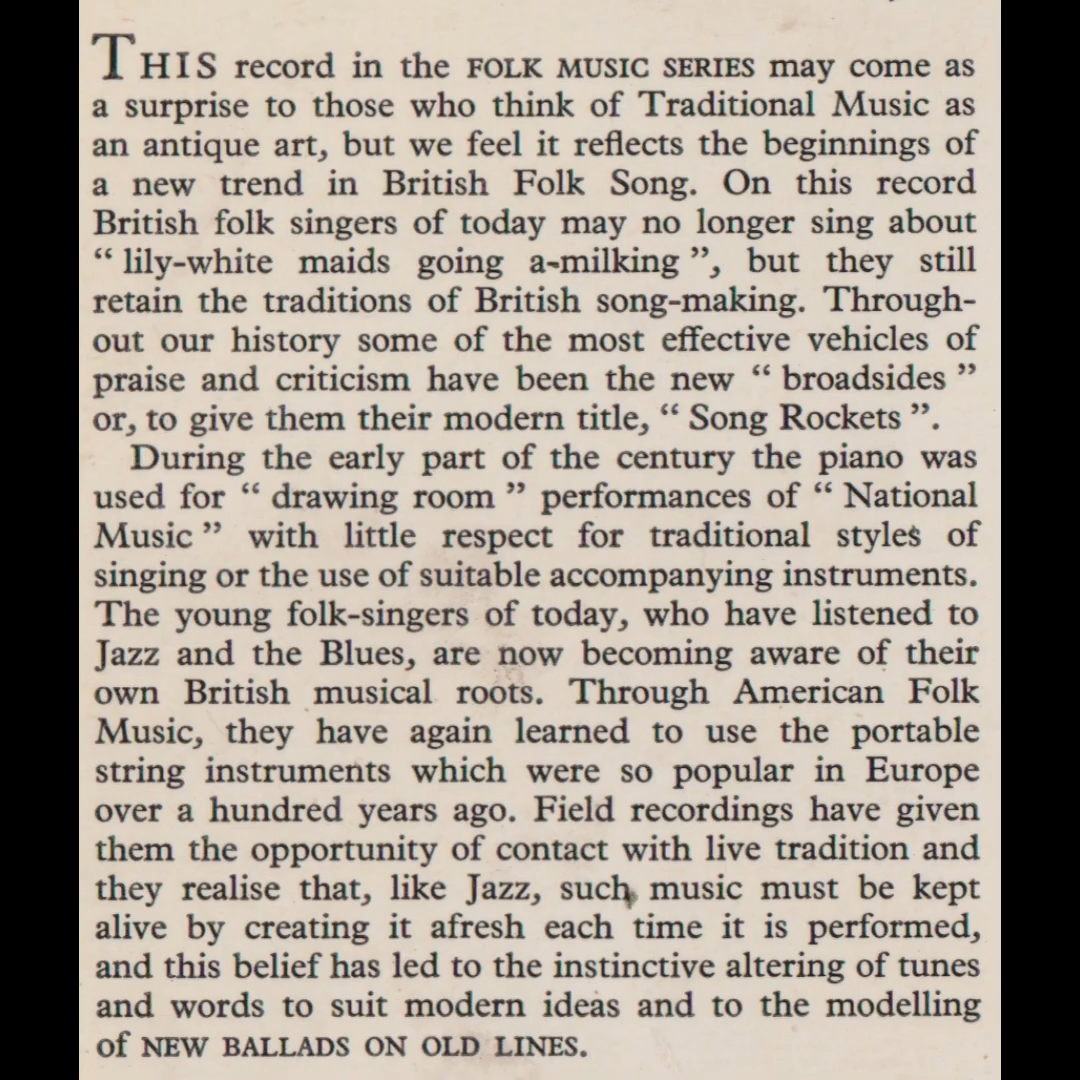 THIS record in the FOLK MUSIC SERIES may come as
a surprise to those who think of Traditional Music as
an antique art, but we feel it reflects the beginnings of
a new trend in British Folk Song. On this record
British folk singers of today may no longer sing about
“ lily-white maids going a-milking ”, but they still
retain the traditions of British song-making. Through-
out our history some of the most effective vehicles of
praise and criticism have been the new “ broadsides ”
or, to give them their modern title, “ Song Rockets ”.
During the early part of the century the piano was
used for “ drawing room ” performances of “ National
Music ” with little respect for traditional styles of
singing or the use of suitable accompanying instruments.
The young folk-singers of today, who have listened to
Jazz and the Blues, are now becoming aware of their
own British musical roots. Through American Folk
Music, they have again learned to use the portable
string instruments which were so popular in Europe
over a hundred years ago. Field recordings have given
them the opportunity of contact with live tradition and
they realise that, like Jazz, such music must be kept
alive by creating it afresh each time it is performed,
and this belief has led to the instinctive altering of tunes
and words to suit modern ideas and to the modelling
of NEW BALLADS ON OLD LINES.